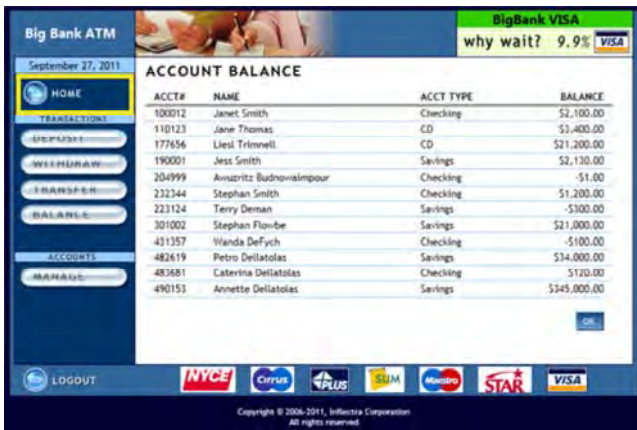 Big Bank ATM
BigBank VISA
why wait? 9.9% VISA
September 27, 2011
HOME
TRANSACTIONS
DEPOSIT
WITHDRAW
TRANSFER
BALANCE
ACCOUNTS
MANAGE
LOGOUT
ACCOUNT BALANCE
ACCT# NAME ACCT TYPE BALANCE
100012 Janet Smith Checking $2,100.00
110123 Jane Thomas CD $3,400.00
177656 Liesl Trimnell CD $21,200.00
190001 Jess Smith Savings $2,130.00
204999 Awuzritz Budnowaimpour Checking -$1.00
232344 Stephan Smith Checking $1,200.00
223124 Terry Deman Savings -$300.00
301002 Stephan Flowbe Savings $21,000.00
431357 Wanda DeFych Checking -$100.00
482619 Petro Dellatolas Savings $34,000.00
483681 Caterina Dellatolas Checking $120.00
490153 Annette Dellatolas Savings $345,000.00
OK
NYCE Cirrus PLUS SUM Maestro STAR VISA
Copyright © 2006-2011, Inflectra Corporation
All rights reserved